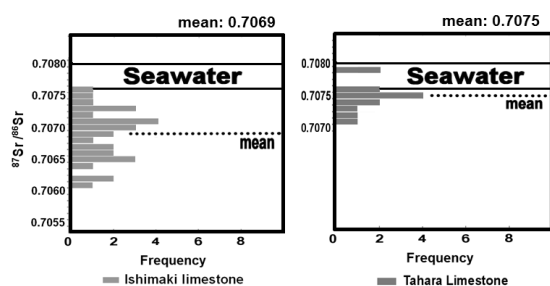 mean: 0.7069
0.7080
0.7075
0.7070
0.7065
0.7060
0.7055
⁸⁷Sr/⁸⁶Sr
Seawater
mean
0 2 4 6 8
Frequency
Ishimaki limestone
mean: 0.7075
0.7080
0.7075
0.7070
Seawater
mean
0 2 4 6 8
Frequency
Tahara Limestone